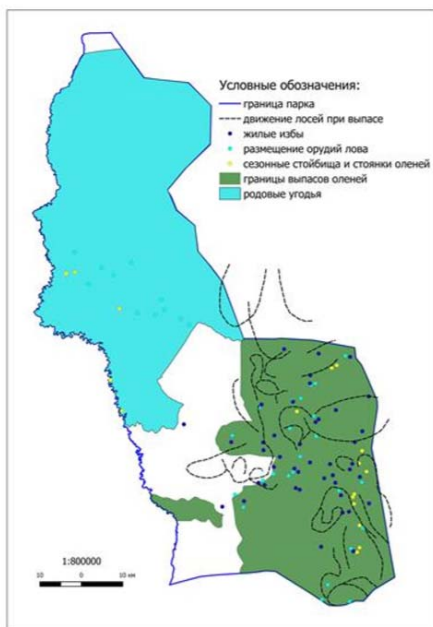 Условные обозначения:
граница парка
движение лосей при выпасе
жилые избы
размещение орудий лова
сезонные стойбища и стоянки оленей
границы выпасов оленей
родовые угодья
1:800000
10 0 10 км